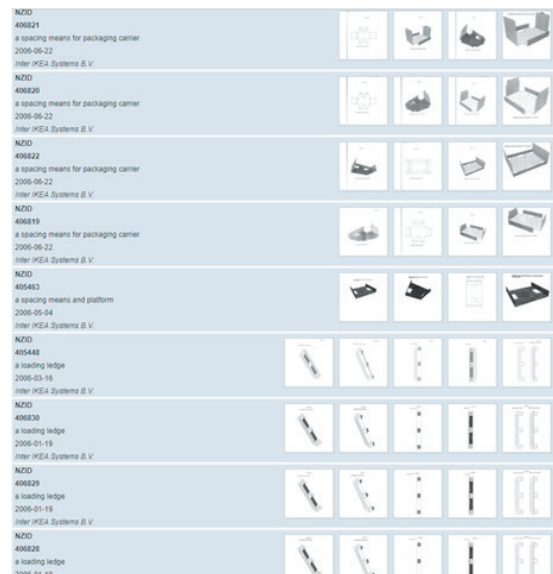 NZID
406821
a spacing means for packaging carrier
2006-06-22
Inter IKEA Systems B.V.
NZID
406820
a spacing means for packaging carrier
2006-06-22
Inter IKEA Systems B.V.
NZID
406822
a spacing means for packaging carrier
2006-06-22
Inter IKEA Systems B.V.
NZID
406819
a spacing means for packaging carrier
2006-06-22
Inter IKEA Systems B.V.
NZID
405463
a spacing means and platform
2006-05-04
Inter IKEA Systems B.V.
NZID
405448
a loading ledge
2006-03-16
Inter IKEA Systems B.V.
NZID
406830
a loading ledge
2006-01-19
Inter IKEA Systems B.V.
NZID
406829
a loading ledge
2006-01-19
Inter IKEA Systems B.V.
NZID
406828
a loading ledge
2006-01-19